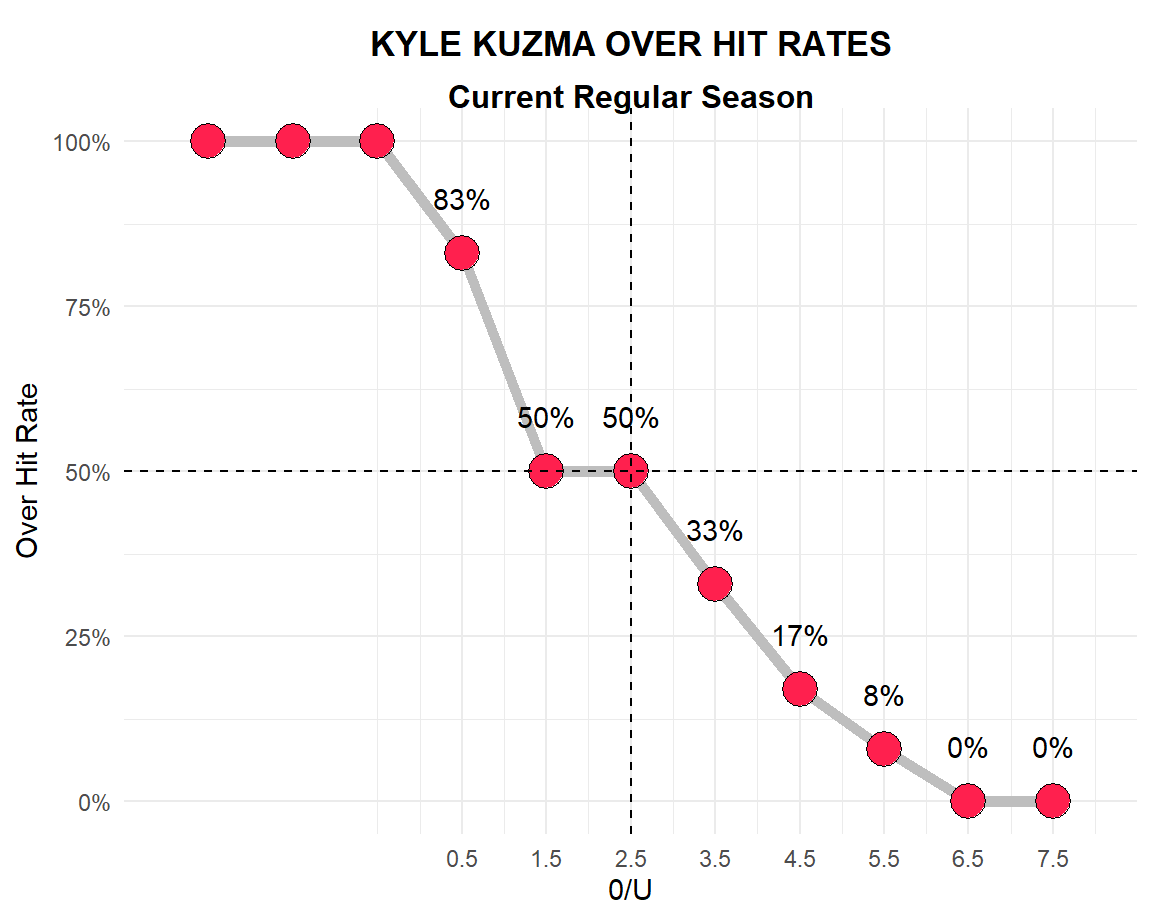 KYLE KUZMA OVER HIT RATES
Current Regular Season
100%
83%
75%
Over Hit Rate
50% 50%
50%
33%
25%
17%
8%
0% 0%
0%
0.5 1.5 2.5 3.5 4.5 5.5 6.5 7.5
0/U